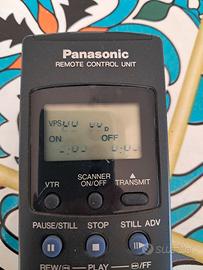 Panasonic
REMOTE CONTROL UNIT
VPS
D
ON OFF
VTR
SCANNER
ON/OFF
TRANSMIT
PAUSE/STILL STOP STILL ADV
REW/ PLAY /FF